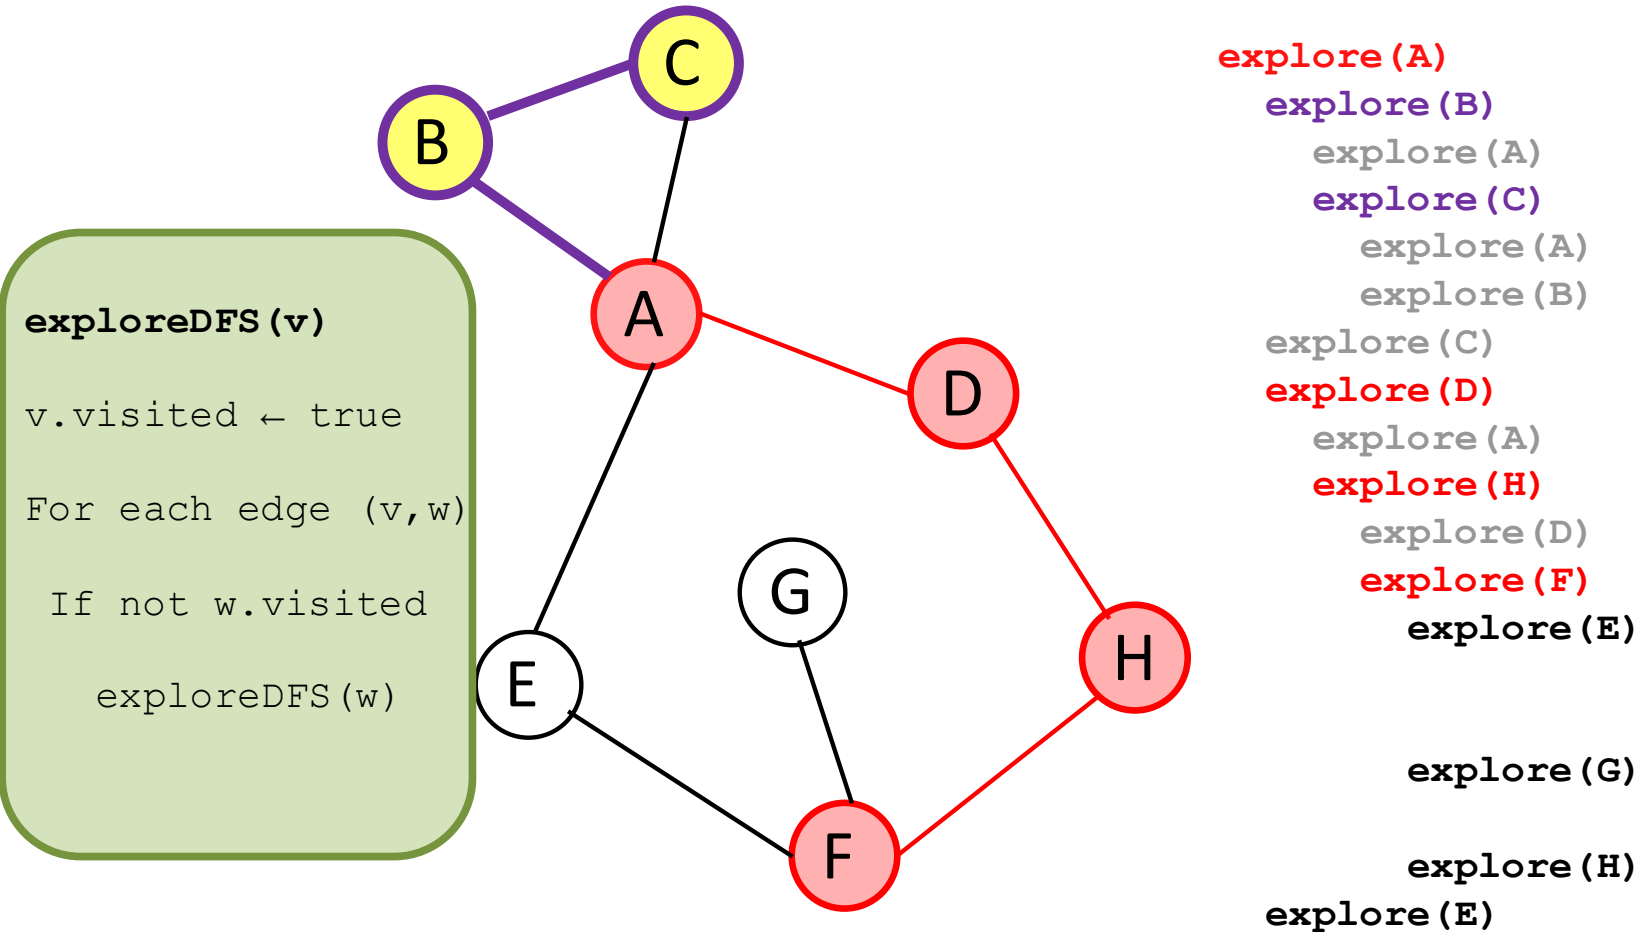 exploreDFS(v)
v.visited ← true
For each edge (v,w)
If not w.visited
exploreDFS(w)
C
B
A
D
G
E
H
F
explore(A)
explore(B)
explore(A)
explore(C)
explore(A)
explore(B)
explore(C)
explore(D)
explore(A)
explore(H)
explore(D)
explore(F)
explore(E)
explore(G)
explore(H)
explore(E)